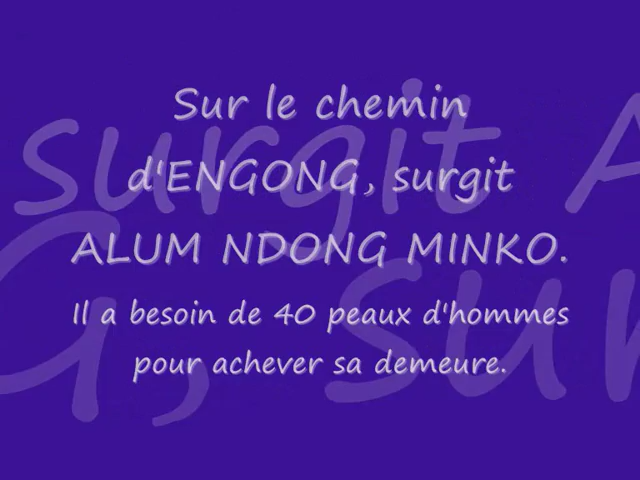 Sur le chemin
d'ENGONG, surgit
ALUM NDONG MINKO.
Il a besoin de 40 peaux d'hommes
pour achever sa demeure.